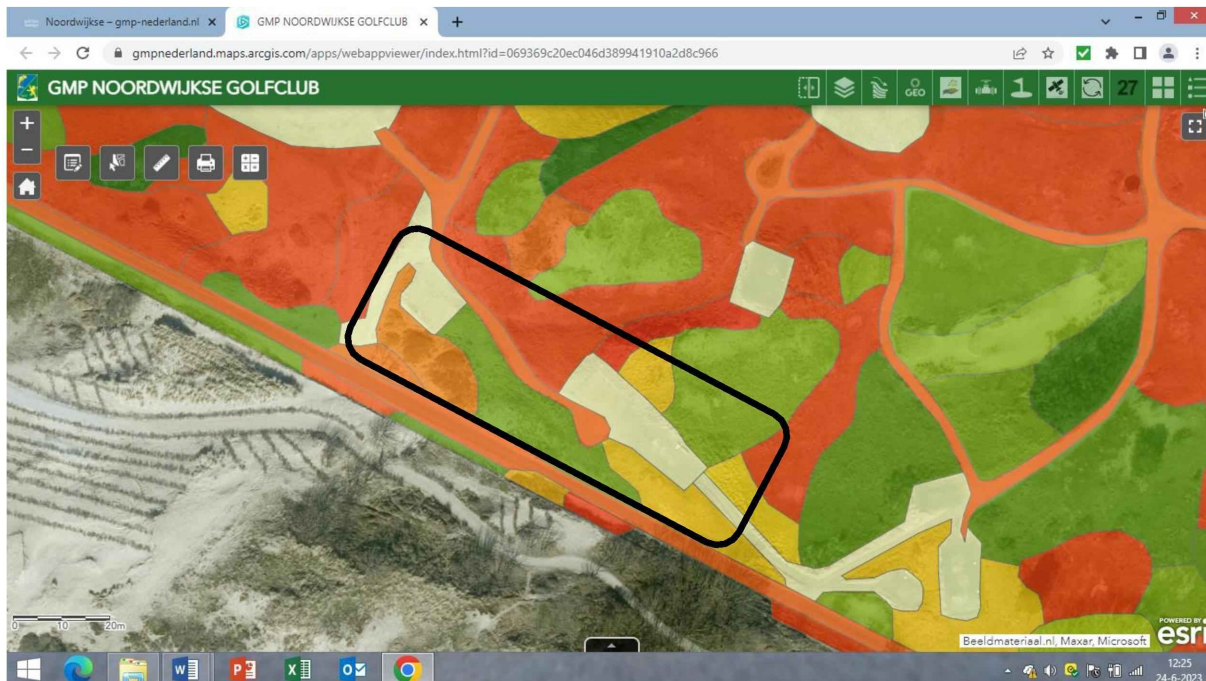 Noordwijkse – gmp-nederland.nl
GMP NOORDWIJKSE GOLFCLUB
gmpnederland.maps.arcgis.com/apps/webappviewer/index.html?id=069369c20ec046d389941910a2d8c966
GMP NOORDWIJKSE GOLFCLUB
GEO
27
0 10 20m
Beeldmateriaal.nl, Maxar, Microsoft
POWERED BY
esri
12:25
24-6-2023